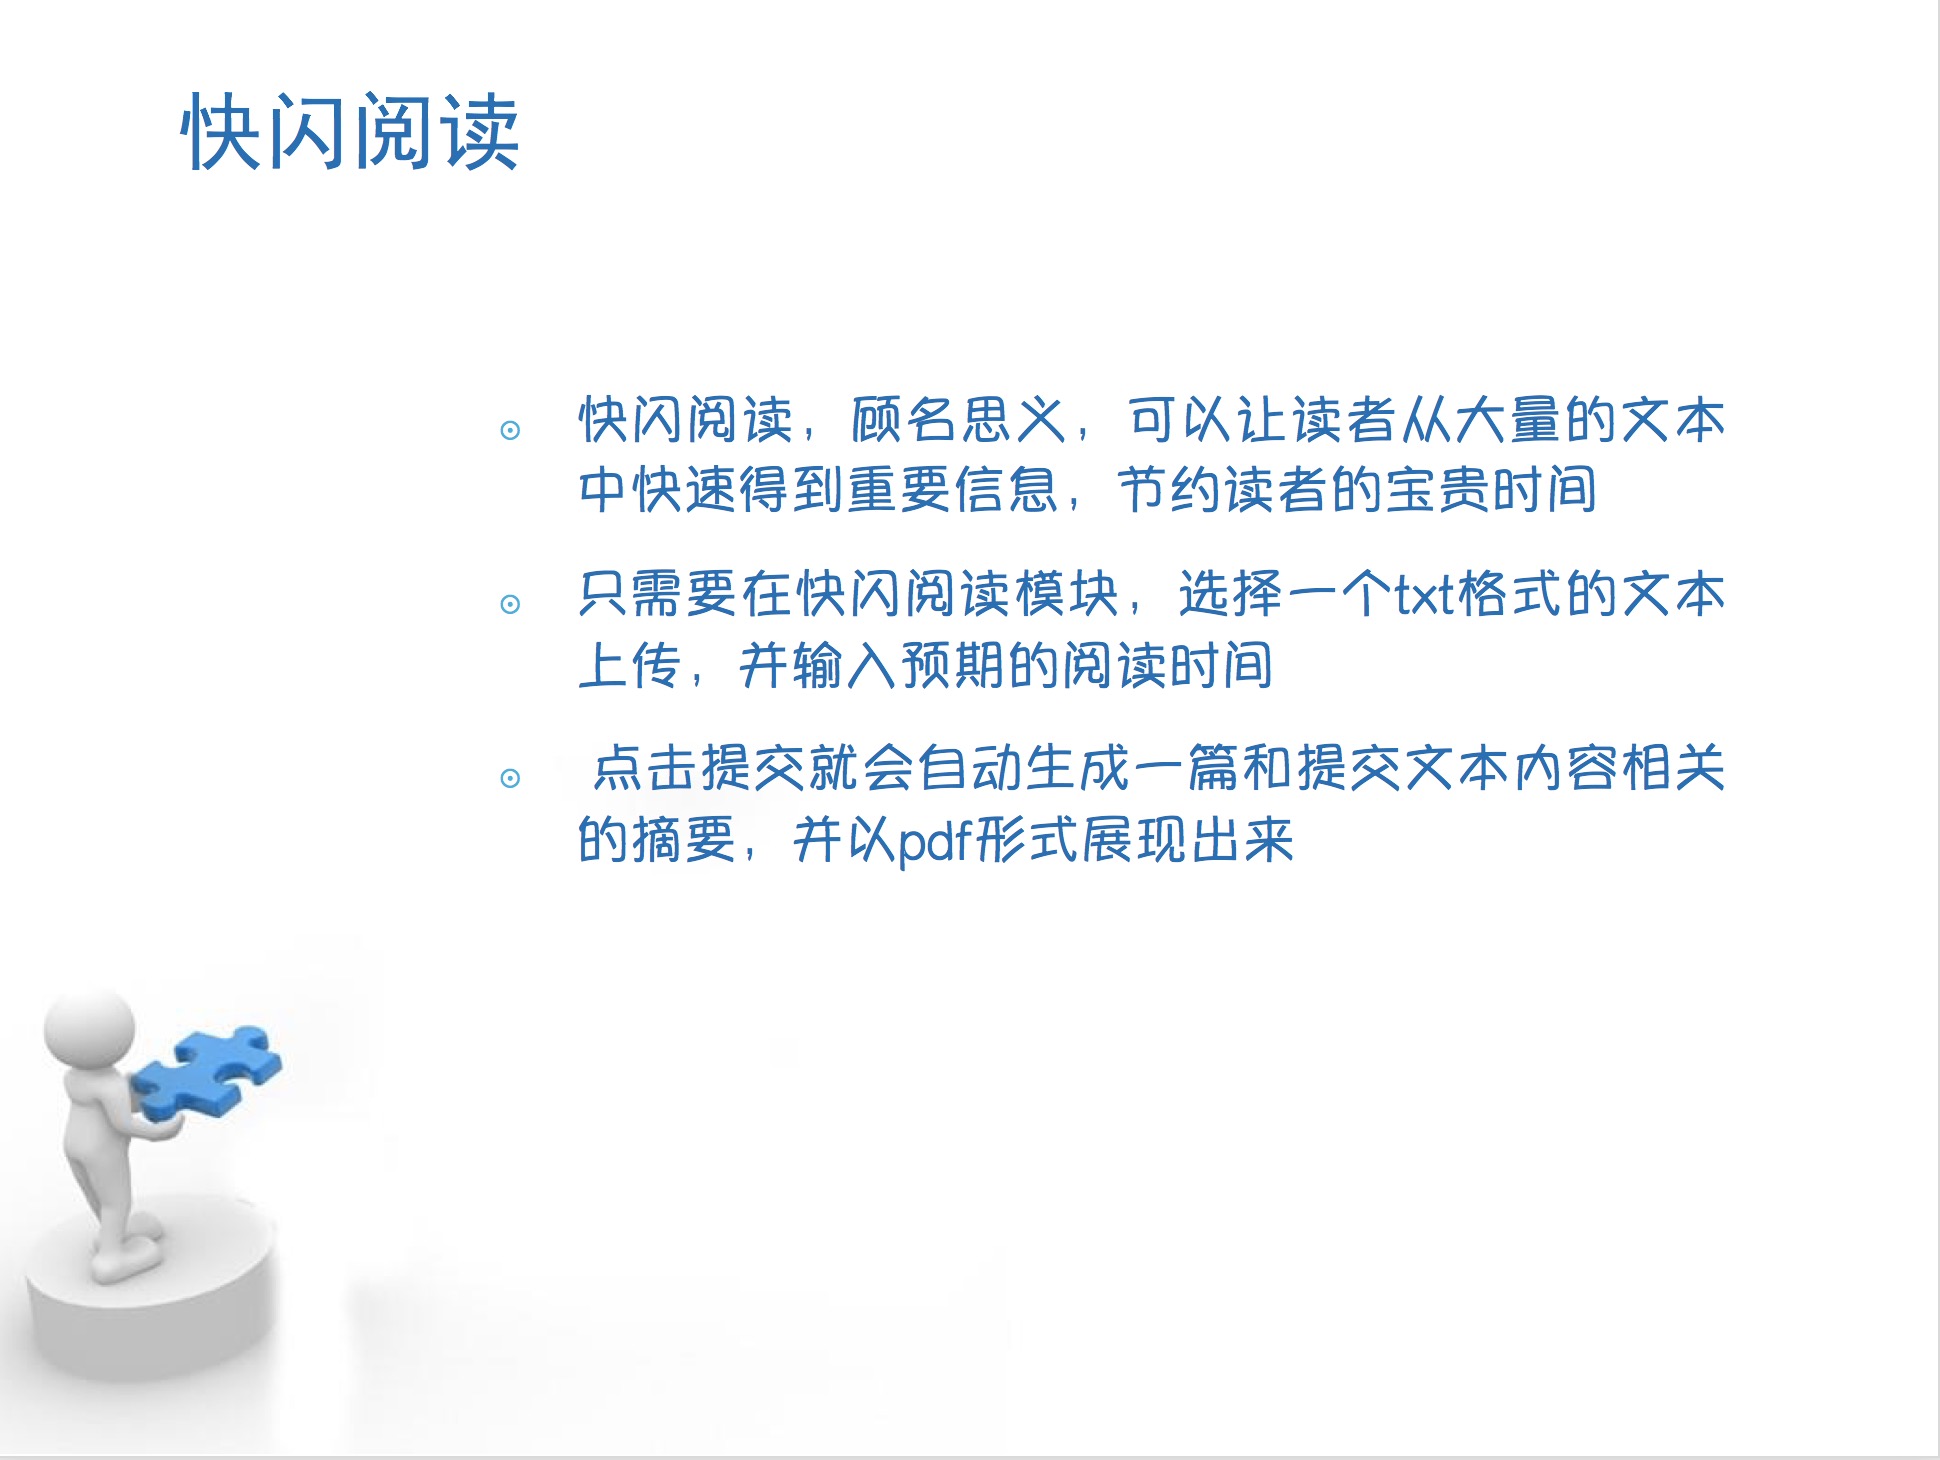 快闪阅读
快闪阅读，顾名思义，可以让读者从大量的文本
中快速得到重要信息，节约读者的宝贵时间
只需要在快闪阅读模块，选择一个txt格式的文本
上传，并输入预期的阅读时间
点击提交就会自动生成一篇和提交文本内容相关
的摘要，并以pdf形式展现出来